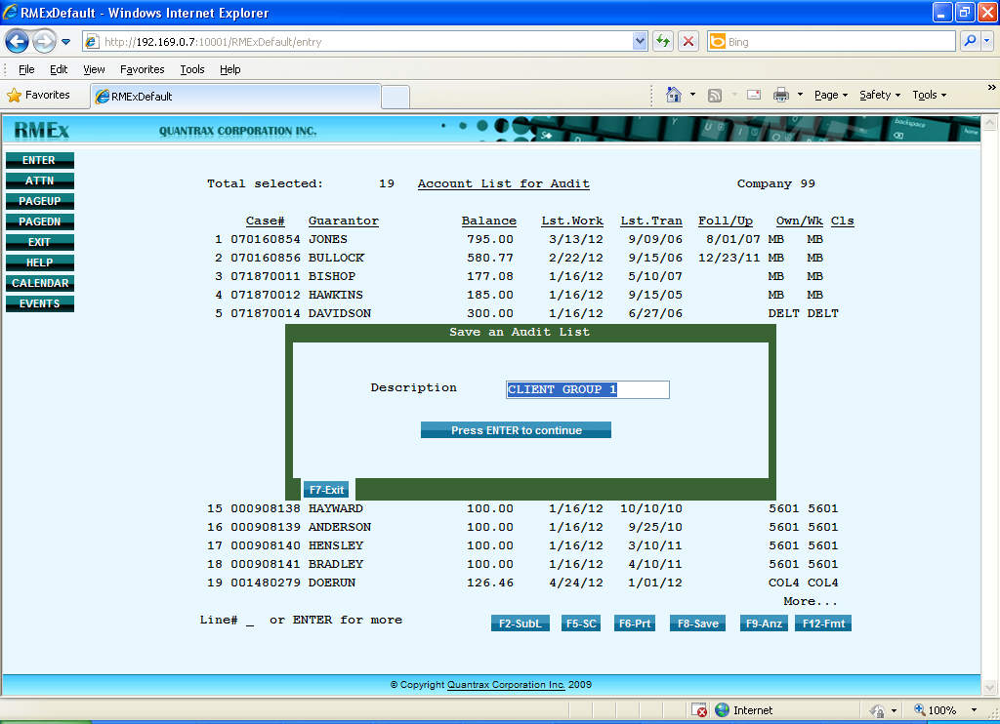 RMExDefault - Windows Internet Explorer
http://192.169.0.7:10001/RMExDefault/entry
Bing
File Edit View Favorites Tools Help
Favorites RMExDefault Page Safety Tools
RMEx QUANTRAX CORPORATION INC.
backspace
home
ENTER
ATTN
PAGEUP
PAGEDN
EXIT
HELP
CALENDAR
EVENTS
Total selected: 19 Account List for Audit Company 99
Case# Guarantor Balance Lst.Work Lst.Tran Foll/Up Own/Wk Cls
1 070160854 JONES 795.00 3/13/12 9/09/06 8/01/07 MB MB
2 070160856 BULLOCK 580.77 2/22/12 9/15/06 12/23/11 MB MB
3 071870011 BISHOP 177.08 1/16/12 5/10/07 MB MB
4 071870012 HAWKINS 185.00 1/16/12 9/15/05 MB MB
5 071870014 DAVIDSON 300.00 1/16/12 6/27/06 DELT DELT
Save an Audit List
Description CLIENT GROUP 1
Press ENTER to continue
F7-Exit
15 000908138 HAYWARD 100.00 1/16/12 10/10/10 5601 5601
16 000908139 ANDERSON 100.00 1/16/12 9/25/10 5601 5601
17 000908140 HENSLEY 100.00 1/16/12 3/10/11 5601 5601
18 000908141 BRADLEY 100.00 1/16/12 4/10/11 5601 5601
19 001480279 DOERUN 126.46 4/24/12 1/01/12 COL4 COL4
More...
Line# _ or ENTER for more F2-SubL F5-SC F6-Prt F8-Save F9-Anz F12-Fmt
© Copyright Quantrax Corporation Inc. 2009
Internet 100%